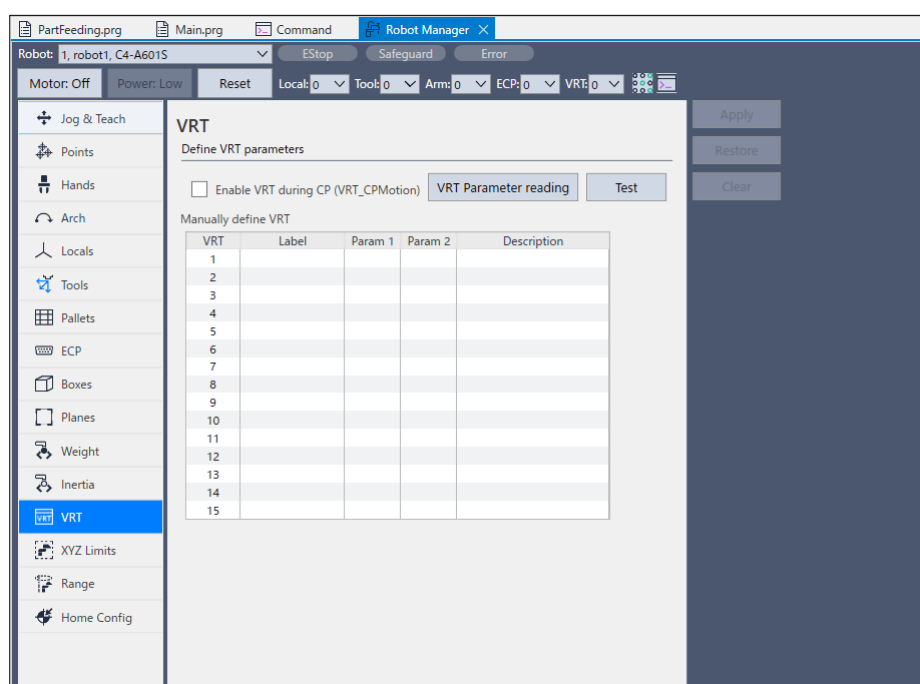 PartFeeding.prg Main.prg Command Robot Manager
Robot: 1, robot1, C4-A601S EStop Safeguard Error
Motor: Off Power: Low Reset Local: 0 Tool: 0 Arm: 0 ECP: 0 VRT: 0
Jog & Teach
Points
Hands
Arch
Locals
Tools
Pallets
ECP
Boxes
Planes
Weight
Inertia
VRT VRT
XYZ Limits
Range
Home Config
VRT
Define VRT parameters
Enable VRT during CP (VRT_CPMotion) VRT Parameter reading Test
Manually define VRT
VRT Label Param 1 Param 2 Description
1
2
3
4
5
6
7
8
9
10
11
12
13
14
15
Apply
Restore
Clear